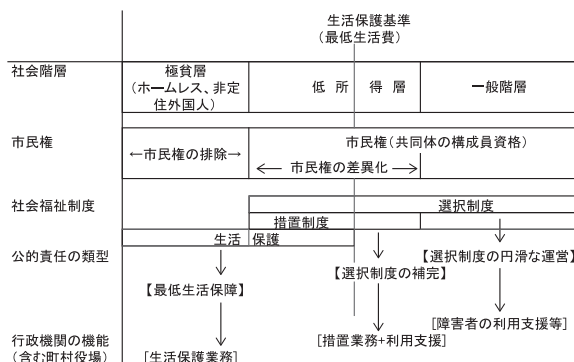 生活保護基準
(最低生活費)
社会階層
極貧層
(ホームレス、非定
住外国人)
低所得層
一般階層
市民権
←市民権の排除→
市民権(共同体の構成員資格)
市民権の差異化
社会福祉制度
選択制度
措置制度
生活保護
公的責任の類型
【最低生活保障】
【選択制度の補完】
【選択制度の円滑な運営】
行政機関の機能
(含む町村役場)
[生活保護業務]
[措置業務+利用支援]
[障害者の利用支援等]